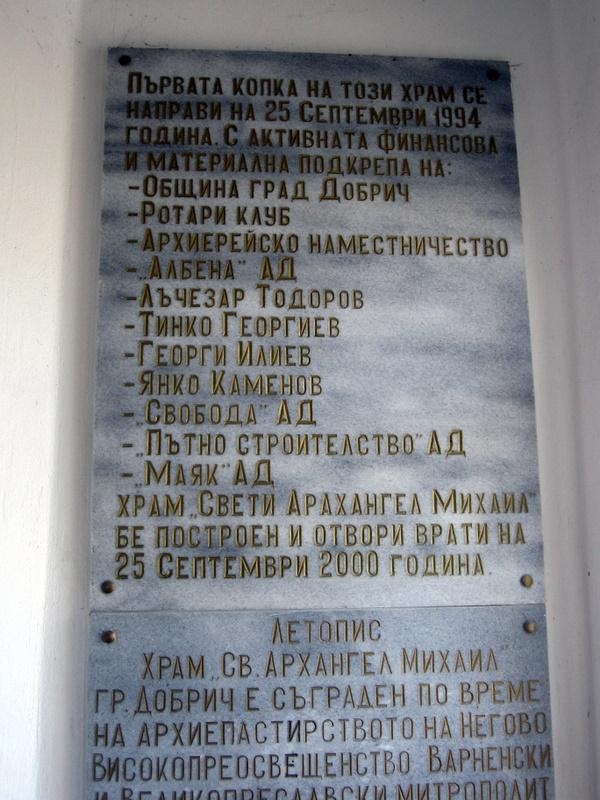 Първата копка на този храм се
направи на 25 Септември 1994
година. С активната финансова
и материална подкрепа на:
-Община град Добрич
-Ротари клуб
-Архиерейско наместничество
-„Албена" АД
-Лъчезар Тодоров
-Тинко Георгиев
-Георги Илиев
-Янко Каменов
-„Свобода" АД
-„Пътно строителство" АД
-„Маяк" АД
храм „Свети Арахангел Михаил"
бе построен и отвори врати на
25 Септември 2000 година.
Летопис
Храм „Св. Архангел Михаил"
гр. Добрич е съграден по време
на архиепастирството на Негово
Високопреосвещенство Варненски
и Великопреславски митрополит